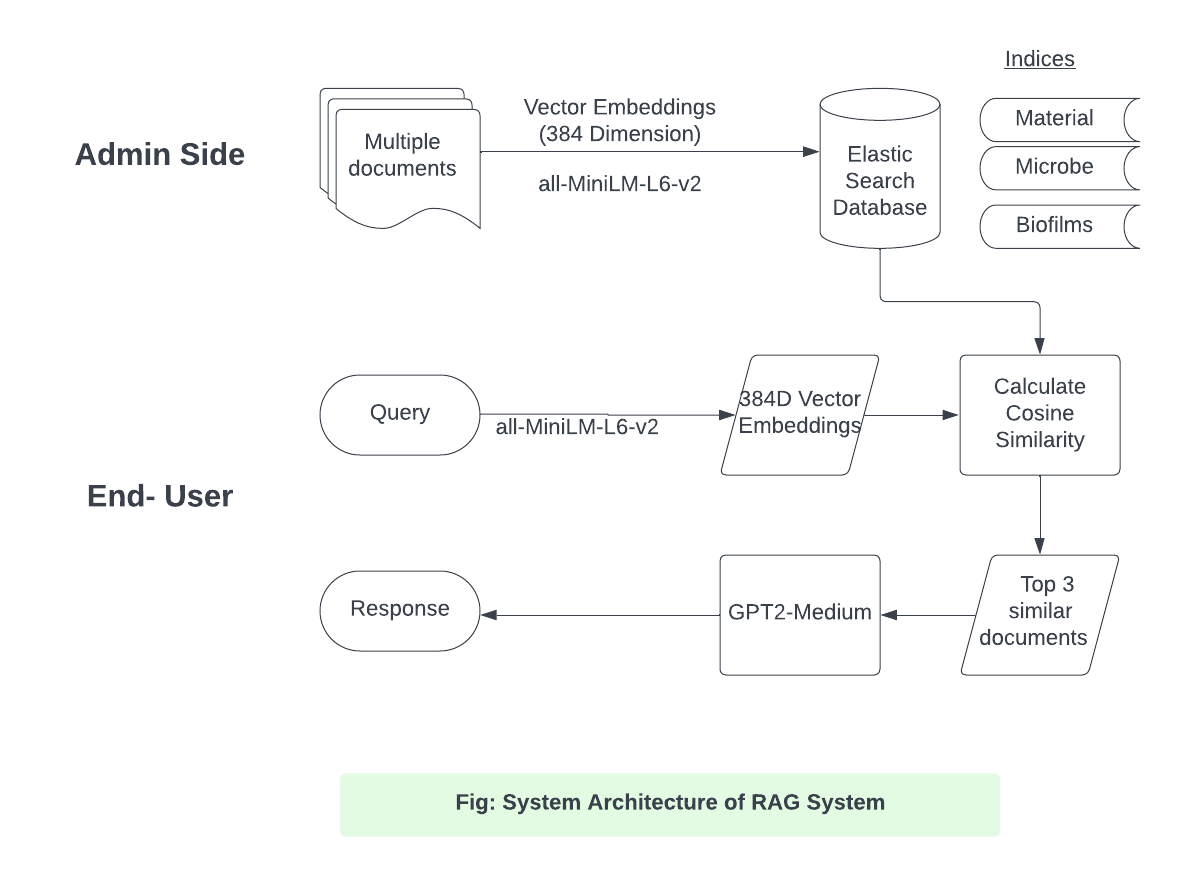 Indices
Admin Side
Multiple
documents
Vector Embeddings
(384 Dimension)
all-MiniLM-L6-v2
Elastic
Search
Database
Material
Microbe
Biofilms
End- User
Query
all-MiniLM-L6-v2
384D Vector
Embeddings
Calculate
Cosine
Similarity
Response
GPT2-Medium
Top 3
similar
documents
Fig: System Architecture of RAG System